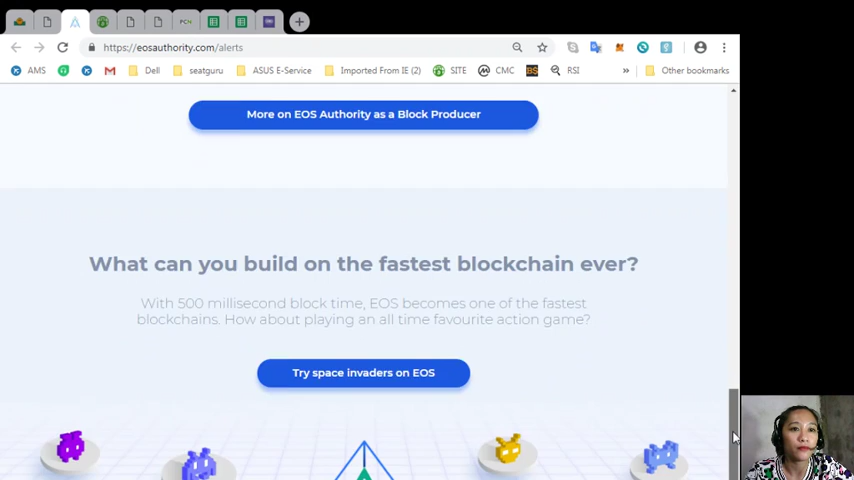 PCN
https://eosauthority.com/alerts
AMS
Dell
seatguru
ASUS E-Service
Imported From IE (2)
SITE
CMC
RSI
»
Other bookmarks
More on EOS Authority as a Block Producer
What can you build on the fastest blockchain ever?
With 500 millisecond block time, EOS becomes one of the fastest
blockchains. How about playing an all time favourite action game?
Try space invaders on EOS